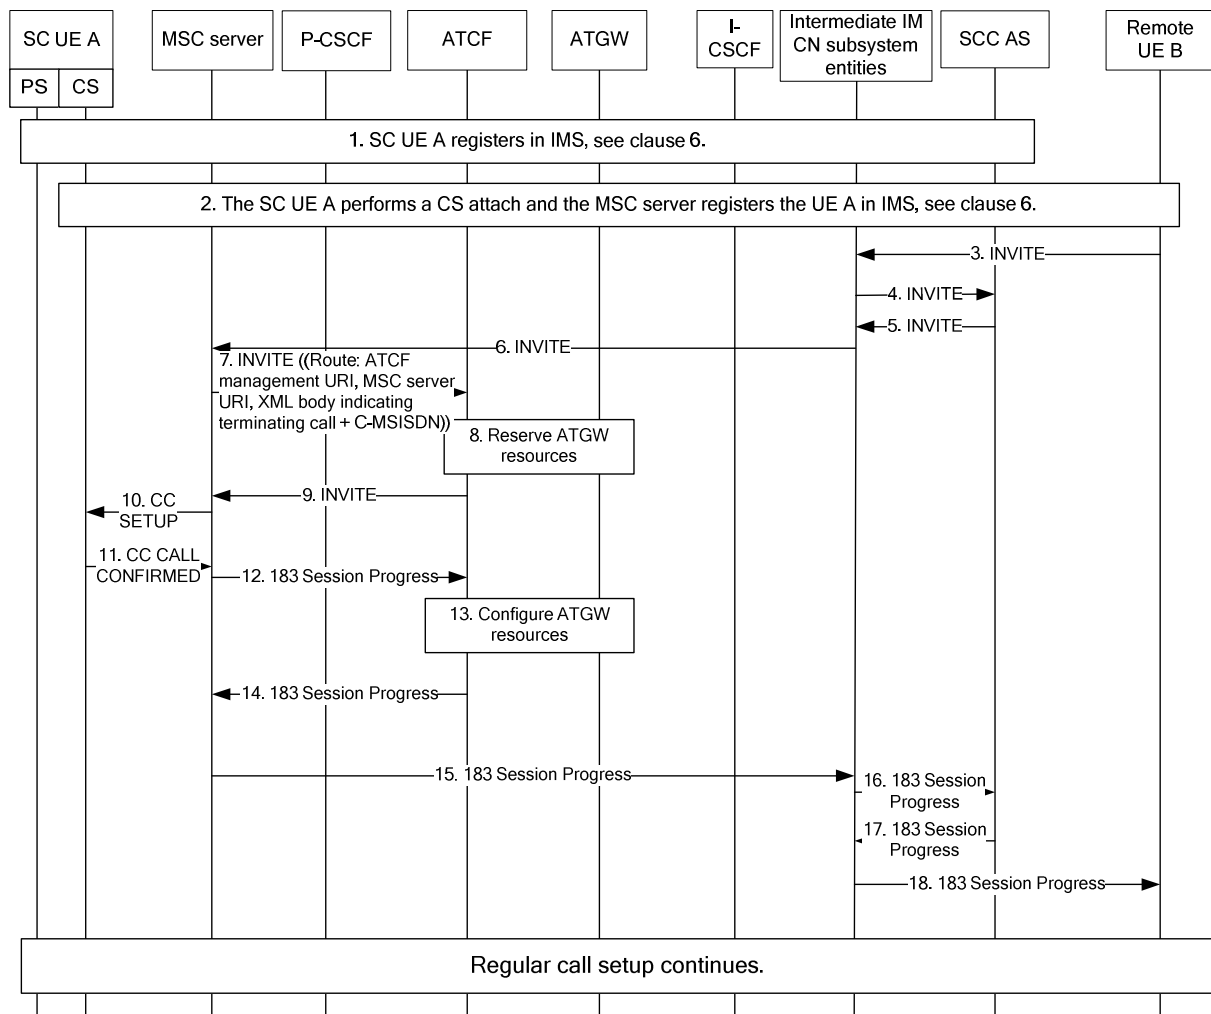 SC UE A
MSC server
P-CSCF
ATCF
ATGW
I-
CSCF
Intermediate IM
CN subsystem
entities
SCC AS
Remote
UE B
PS
CS
1. SC UE A registers in IMS, see clause 6.
2. The SC UE A performs a CS attach and the MSC server registers the UE A in IMS, see clause 6.
3. INVITE
4. INVITE
5. INVITE
6. INVITE
7. INVITE ((Route: ATCF
management URI, MSC server
URI, XML body indicating
terminating call + C-MSISDN))
8. Reserve ATGW
resources
9. INVITE
10. CC
SETUP
11. CC CALL
CONFIRMED
12. 183 Session Progress
13. Configure ATGW
resources
14. 183 Session Progress
15. 183 Session Progress
16. 183 Session
Progress
17. 183 Session
Progress
18. 183 Session Progress
Regular call setup continues.